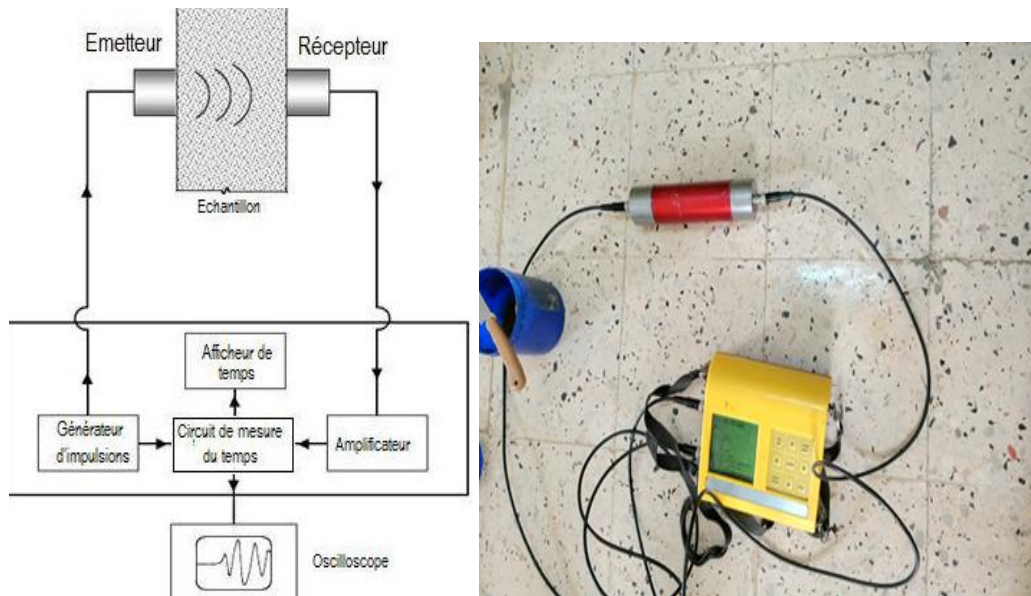 Emetteur
Récepteur
Echantillon
Afficheur de
temps
Générateur
d'impulsions
Circuit de mesure
du temps
Amplificateur
Oscilloscope